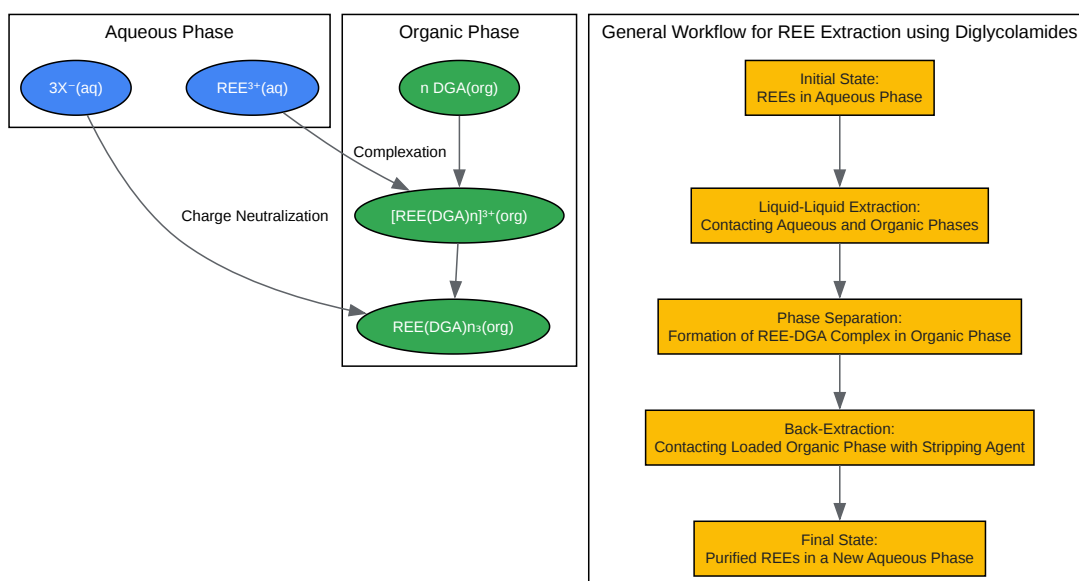 Aqueous Phase
3X⁻(aq)
REE³⁺(aq)
Organic Phase
n DGA(org)
Complexation
[REE(DGA)n]³⁺(org)
Charge Neutralization
REE(DGA)n₃(org)
General Workflow for REE Extraction using Diglycolamides
Initial State:
REEs in Aqueous Phase
Liquid-Liquid Extraction:
Contacting Aqueous and Organic Phases
Phase Separation:
Formation of REE-DGA Complex in Organic Phase
Back-Extraction:
Contacting Loaded Organic Phase with Stripping Agent
Final State:
Purified REEs in a New Aqueous Phase